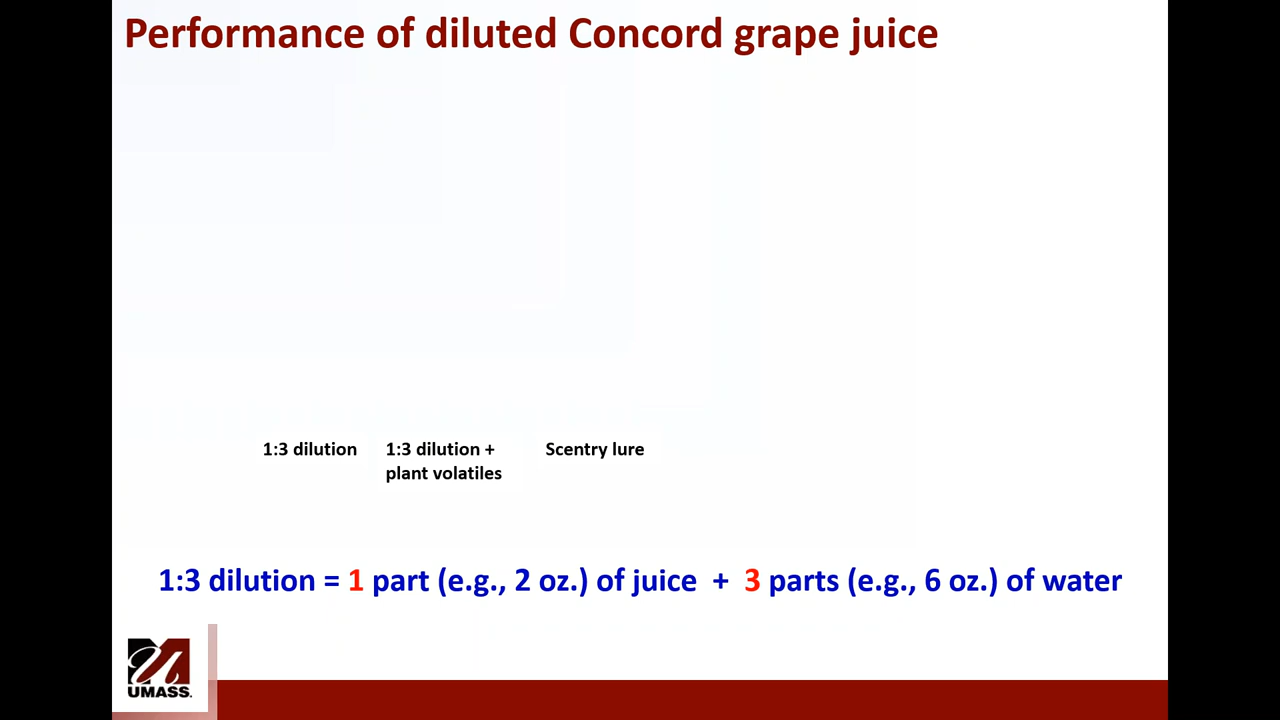 Performance of diluted Concord grape juice
1:3 dilution
1:3 dilution +
plant volatiles
Scentry lure
1:3 dilution = 1 part (e.g., 2 oz.) of juice + 3 parts (e.g., 6 oz.) of water
UMASS.